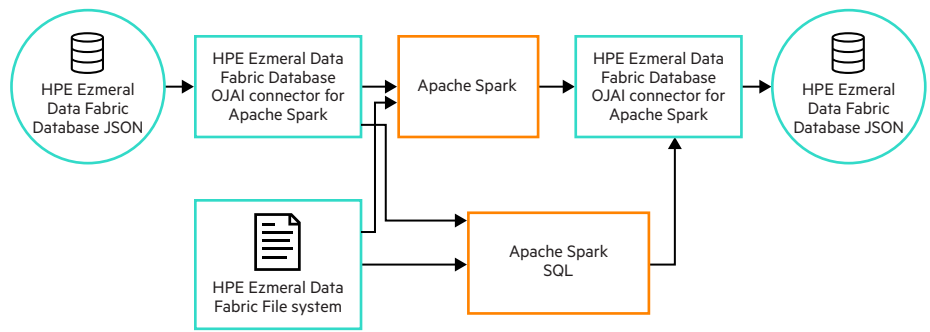 HPE Ezmeral
Data Fabric
Database JSON
HPE Ezmeral Data
Fabric Database
OJAI connector for
Apache Spark
Apache Spark
HPE Ezmeral Data
Fabric Database
OJAI connector for
Apache Spark
HPE Ezmeral
Data Fabric
Database JSON
HPE Ezmeral Data
Fabric File system
Apache Spark
SQL